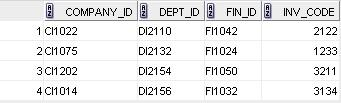 COMPANY_ID DEPT_ID FIN_ID INV_CODE
1 CI1022 DI2110 FI1042 2122
2 CI1075 DI2132 FI1024 1233
3 CI1202 DI2154 FI1050 3211
4 CI1014 DI2156 FI1032 3134